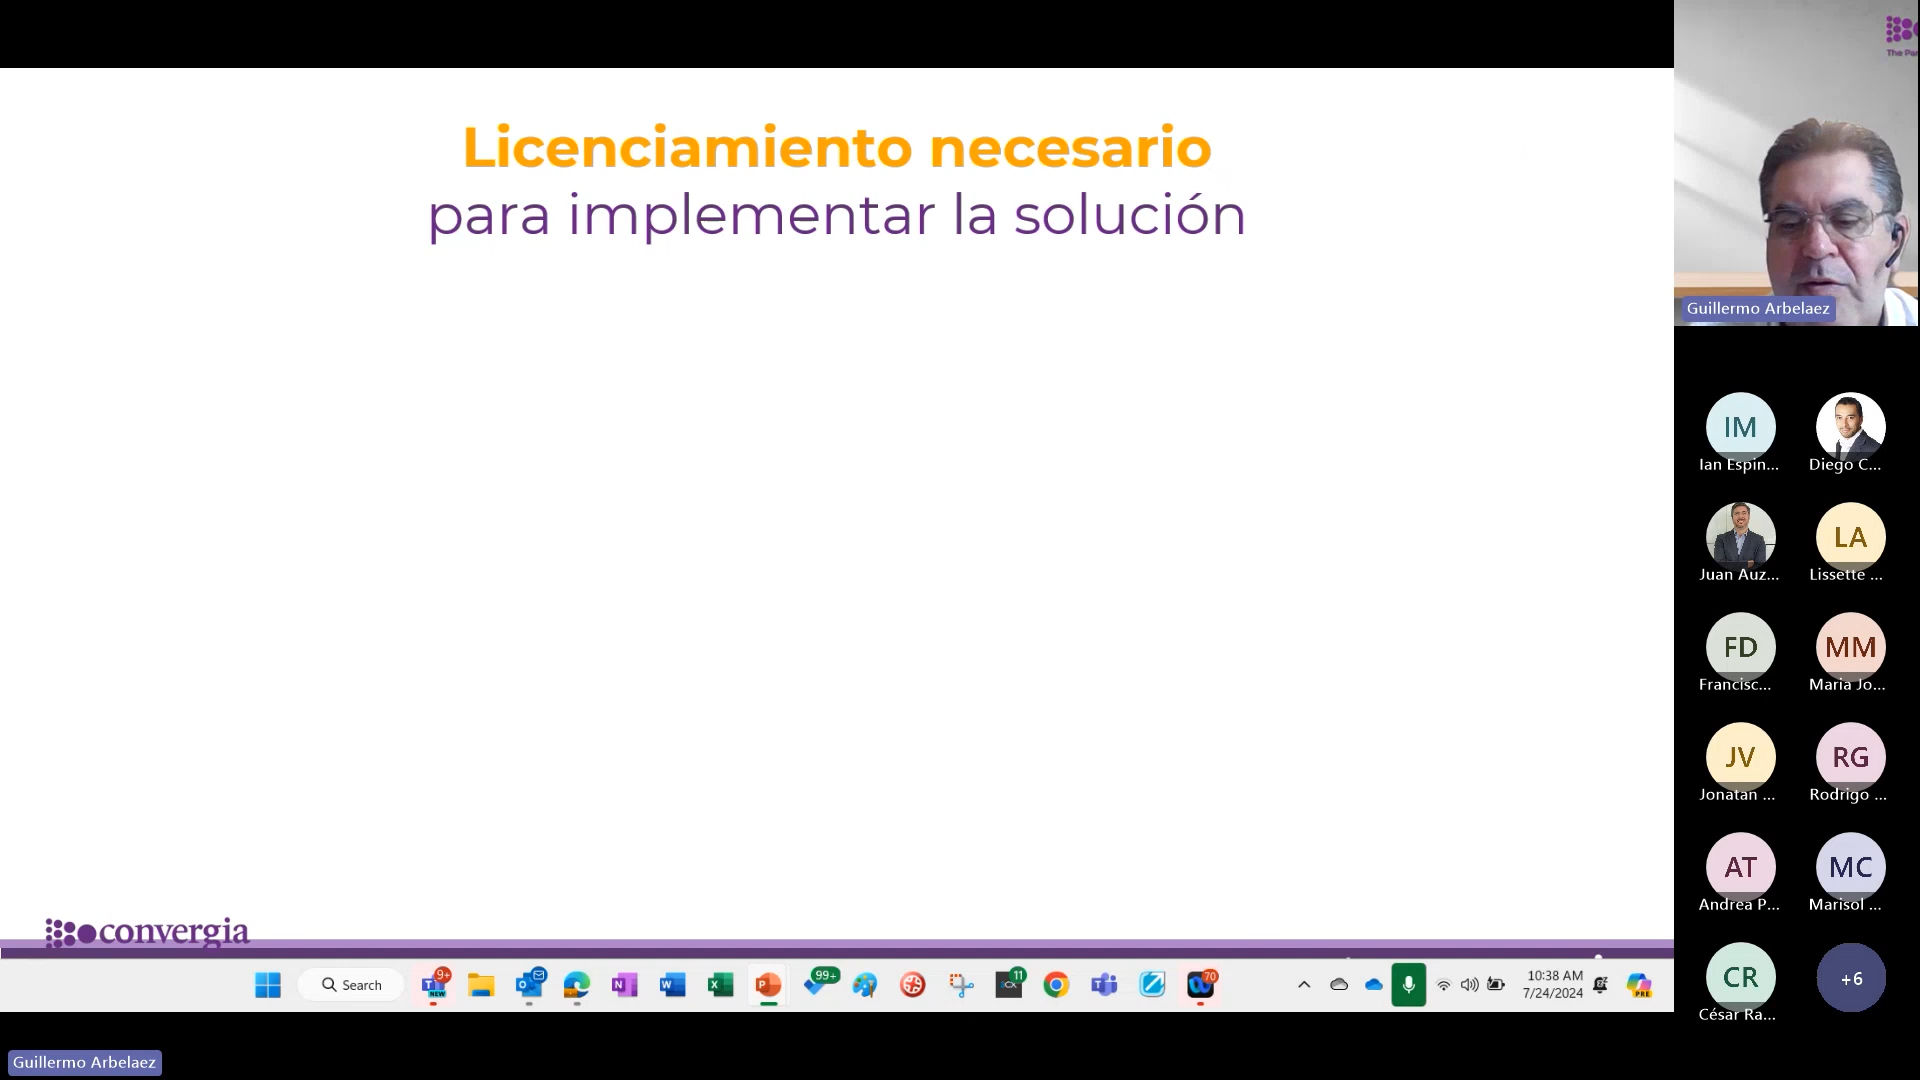 Licenciamiento necesario
para implementar la solución
convergia
Search
9+
NEW
99+
11
70
10:38 AM
7/24/2024
PRE
Guillermo Arbelaez
Guillermo Arbelaez
IM
Ian Espin...
Diego C...
Juan Auz...
LA
Lissette ...
FD
Francisc...
MM
Maria Jo...
JV
Jonatan ...
RG
Rodrigo ...
AT
Andrea P...
MC
Marisol ...
CR
César Ra...
+6